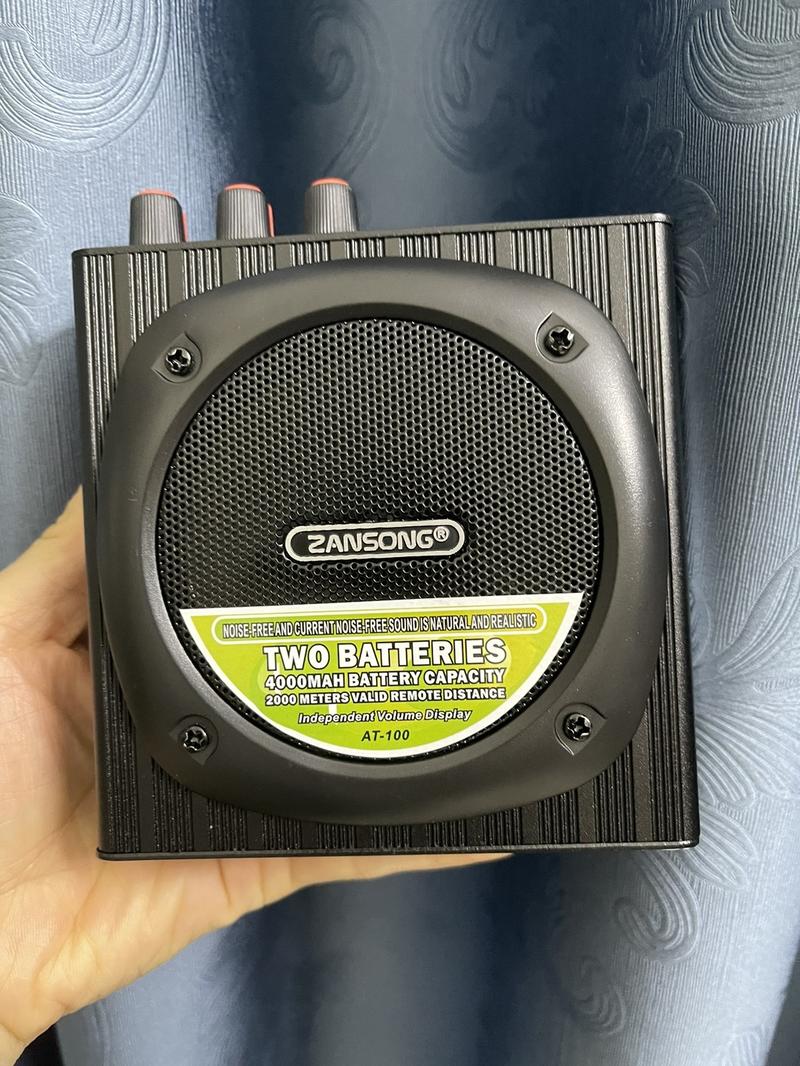 ZANSONG®
NOISE-FREE AND CURRENT NOISE-FREE SOUND IS NATURAL AND REALISTIC
TWO BATTERIES
4000MAH BATTERY CAPACITY
2000 METERS VALID REMOTE DISTANCE
Independent Volume Display
AT-100